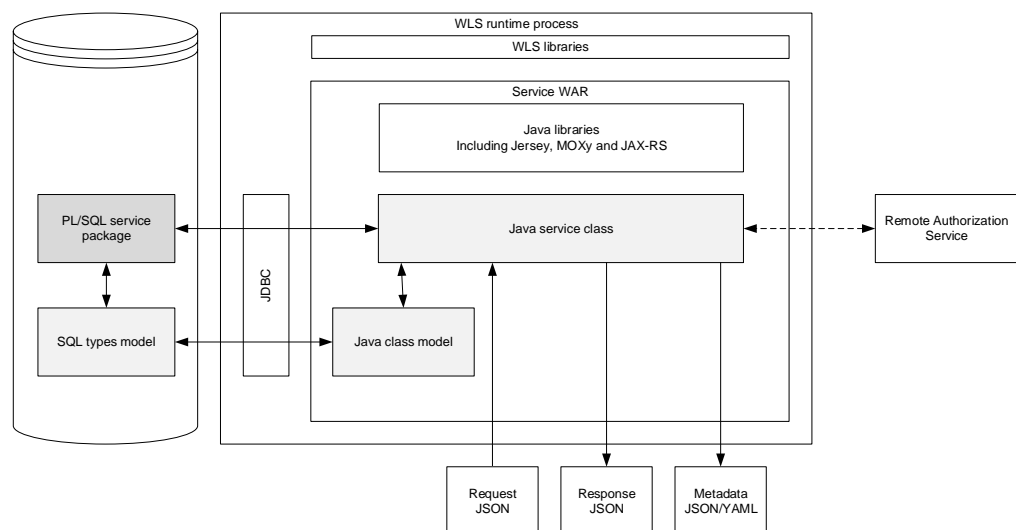 WLS runtime process
WLS libraries
Service WAR
Java libraries
Including Jersey, MOXy and JAX-RS
PL/SQL service
package
JDBC
Java service class
Remote Authorization
Service
SQL types model
Java class model
Request
JSON
Response
JSON
Metadata
JSON/YAML